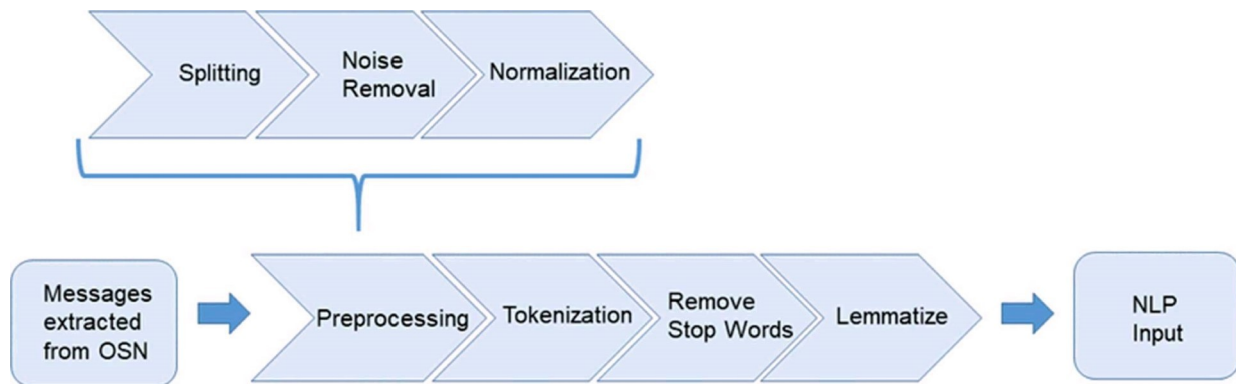 Splitting
Noise
Removal
Normalization
Messages
extracted
from OSN
Preprocessing
Tokenization
Remove
Stop Words
Lemmatize
NLP
Input